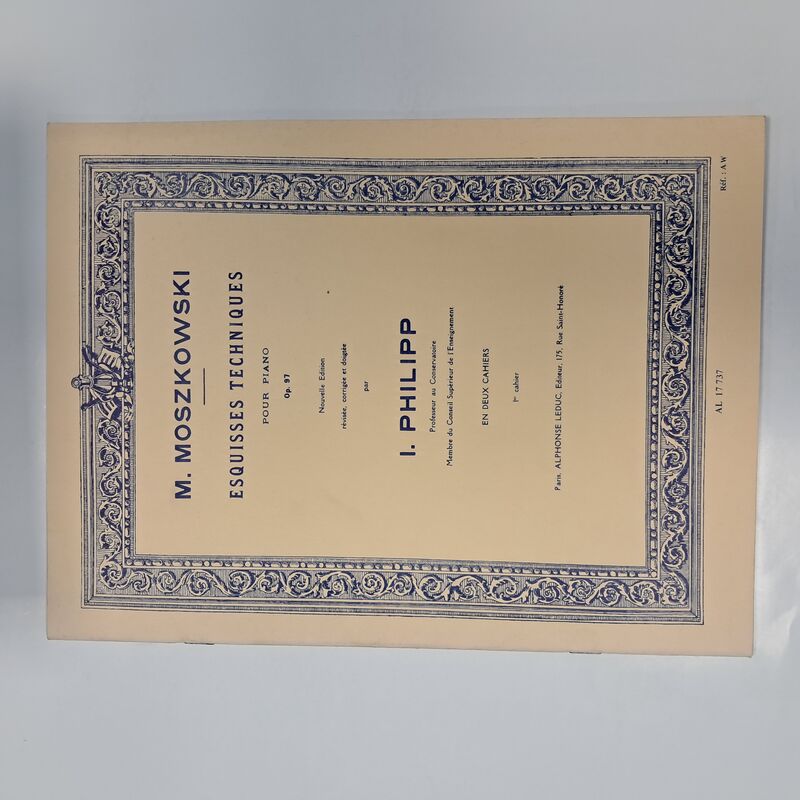 M. MOSZKOWSKI
ESQUISSES TECHNIQUES
POUR PIANO
Op. 97
Nouvelle Edition
révisée, corrigée et doigtée
par
I. PHILIPP
Professeur au Conservatoire
Membre du Conseil Supérieur de l'Enseignement
EN DEUX CAHIERS
1er cahier
Paris. ALPHONSE LEDUC, Editeur, 175, Rue Saint-Honoré
AL 17 737
Réf. : A W